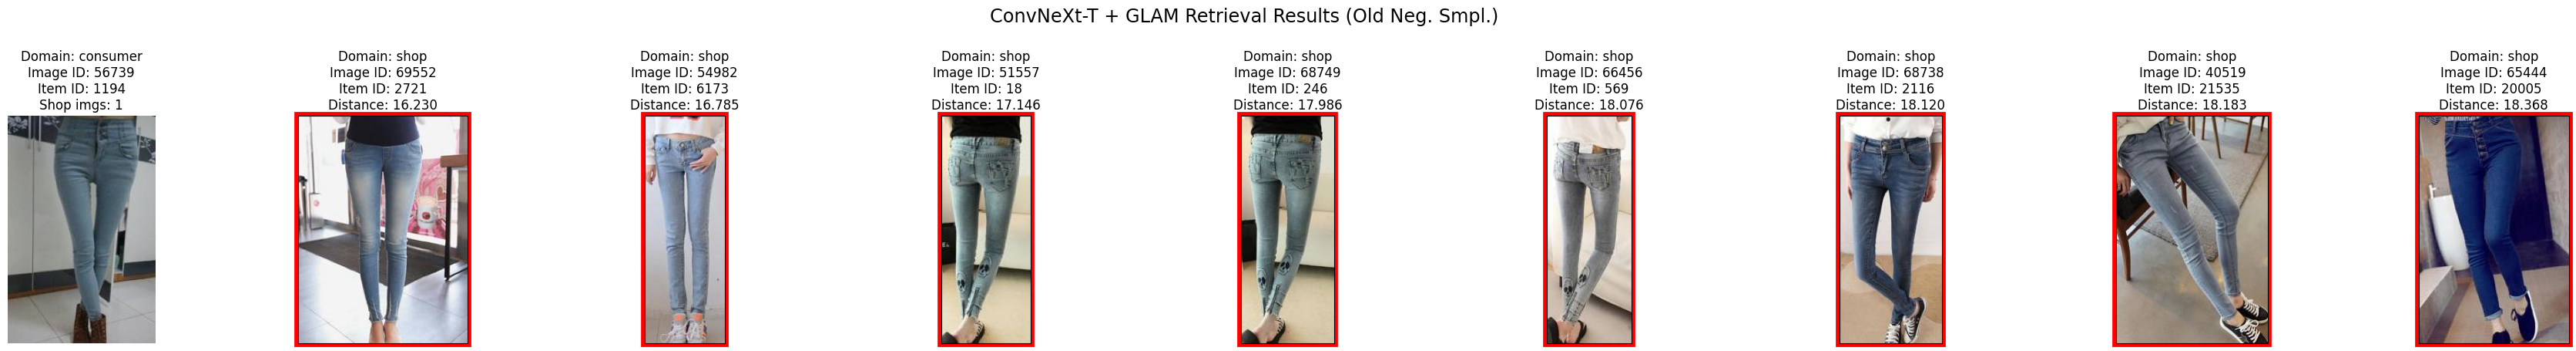 ConvNeXt-T + GLAM Retrieval Results (Old Neg. Smpl.)
Domain: consumer
Image ID: 56739
Item ID: 1194
Shop imgs: 1
Domain: shop
Image ID: 69552
Item ID: 2721
Distance: 16.230
Domain: shop
Image ID: 54982
Item ID: 6173
Distance: 16.785
Domain: shop
Image ID: 51557
Item ID: 18
Distance: 17.146
Domain: shop
Image ID: 68749
Item ID: 246
Distance: 17.986
Domain: shop
Image ID: 66456
Item ID: 569
Distance: 18.076
Domain: shop
Image ID: 68738
Item ID: 2116
Distance: 18.120
Domain: shop
Image ID: 40519
Item ID: 21535
Distance: 18.183
Domain: shop
Image ID: 65444
Item ID: 20005
Distance: 18.368